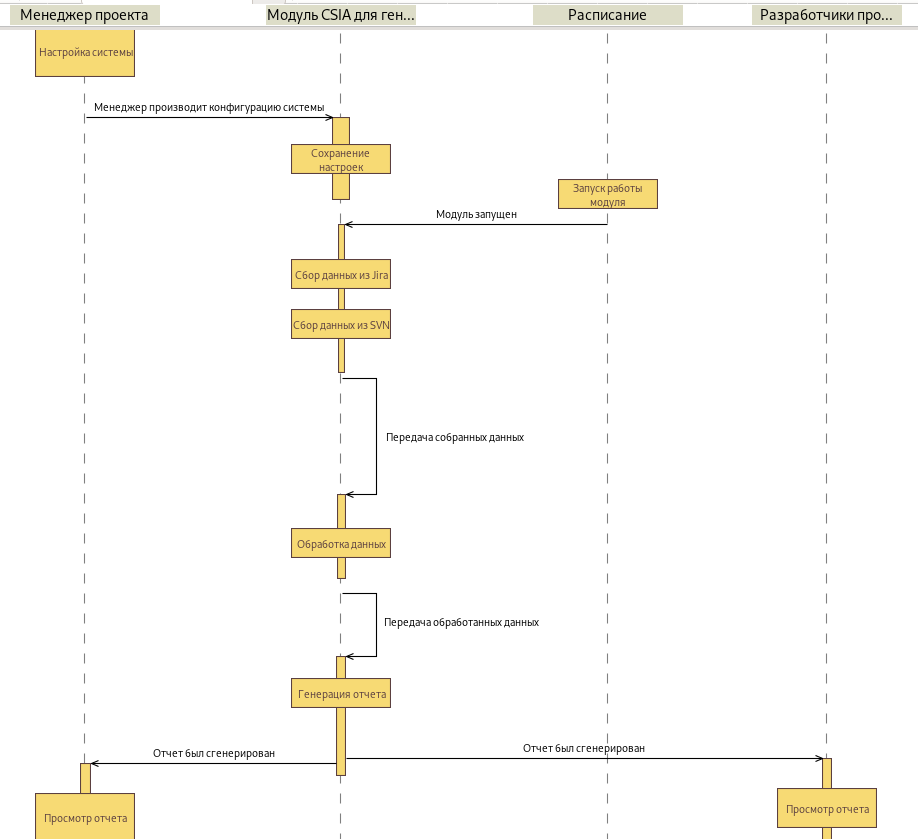 Менеджер проекта
Модуль CSIA для ген...
Расписание
Разработчики про...
Настройка системы
Менеджер производит конфигурацию системы
Сохранение
настроек
Запуск работы
модуля
Модуль запущен
Сбор данных из Jira
Сбор данных из SVN
Передача собранных данных
Обработка данных
Передача обработанных данных
Генерация отчета
Отчет был сгенерирован
Отчет был сгенерирован
Просмотр отчета
Просмотр отчета